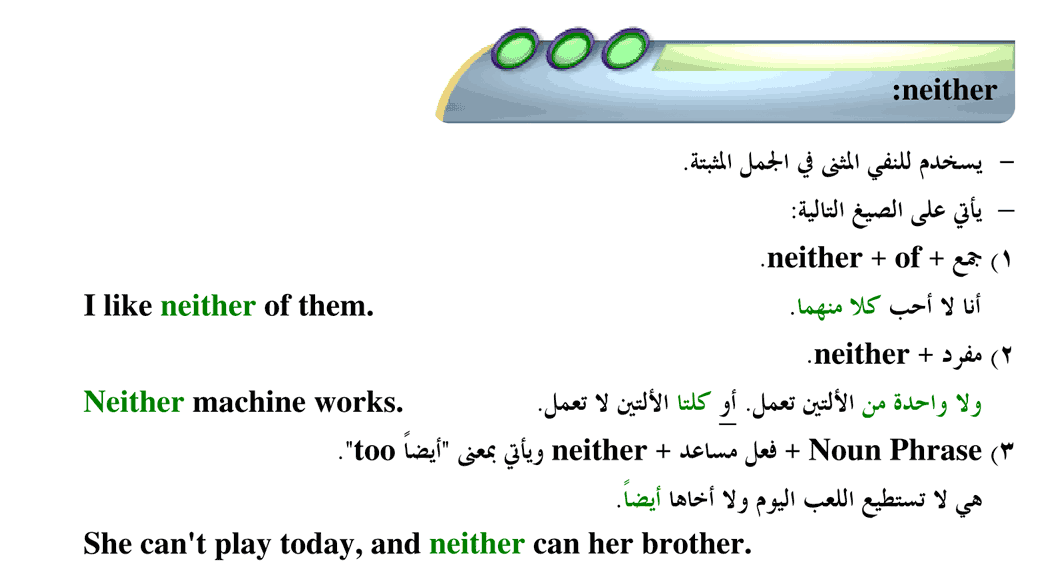 neither:
– يسخدم للنفي المثنى في الجمل المثبتة.
– يأتي على الصيغ التالية:
١) جمع + neither + of.
أنا لا أحب كلا منهما. I like neither of them.
٢) مفرد + neither.
ولا واحدة من الألتين تعمل. أو كلتا الألتين لا تعمل. Neither machine works.
٣) Noun Phrase + فعل مساعد + neither ويأتي بمعنى "أيضاً too".
هي لا تستطيع اللعب اليوم ولا أخاها أيضاً.
She can't play today, and neither can her brother.